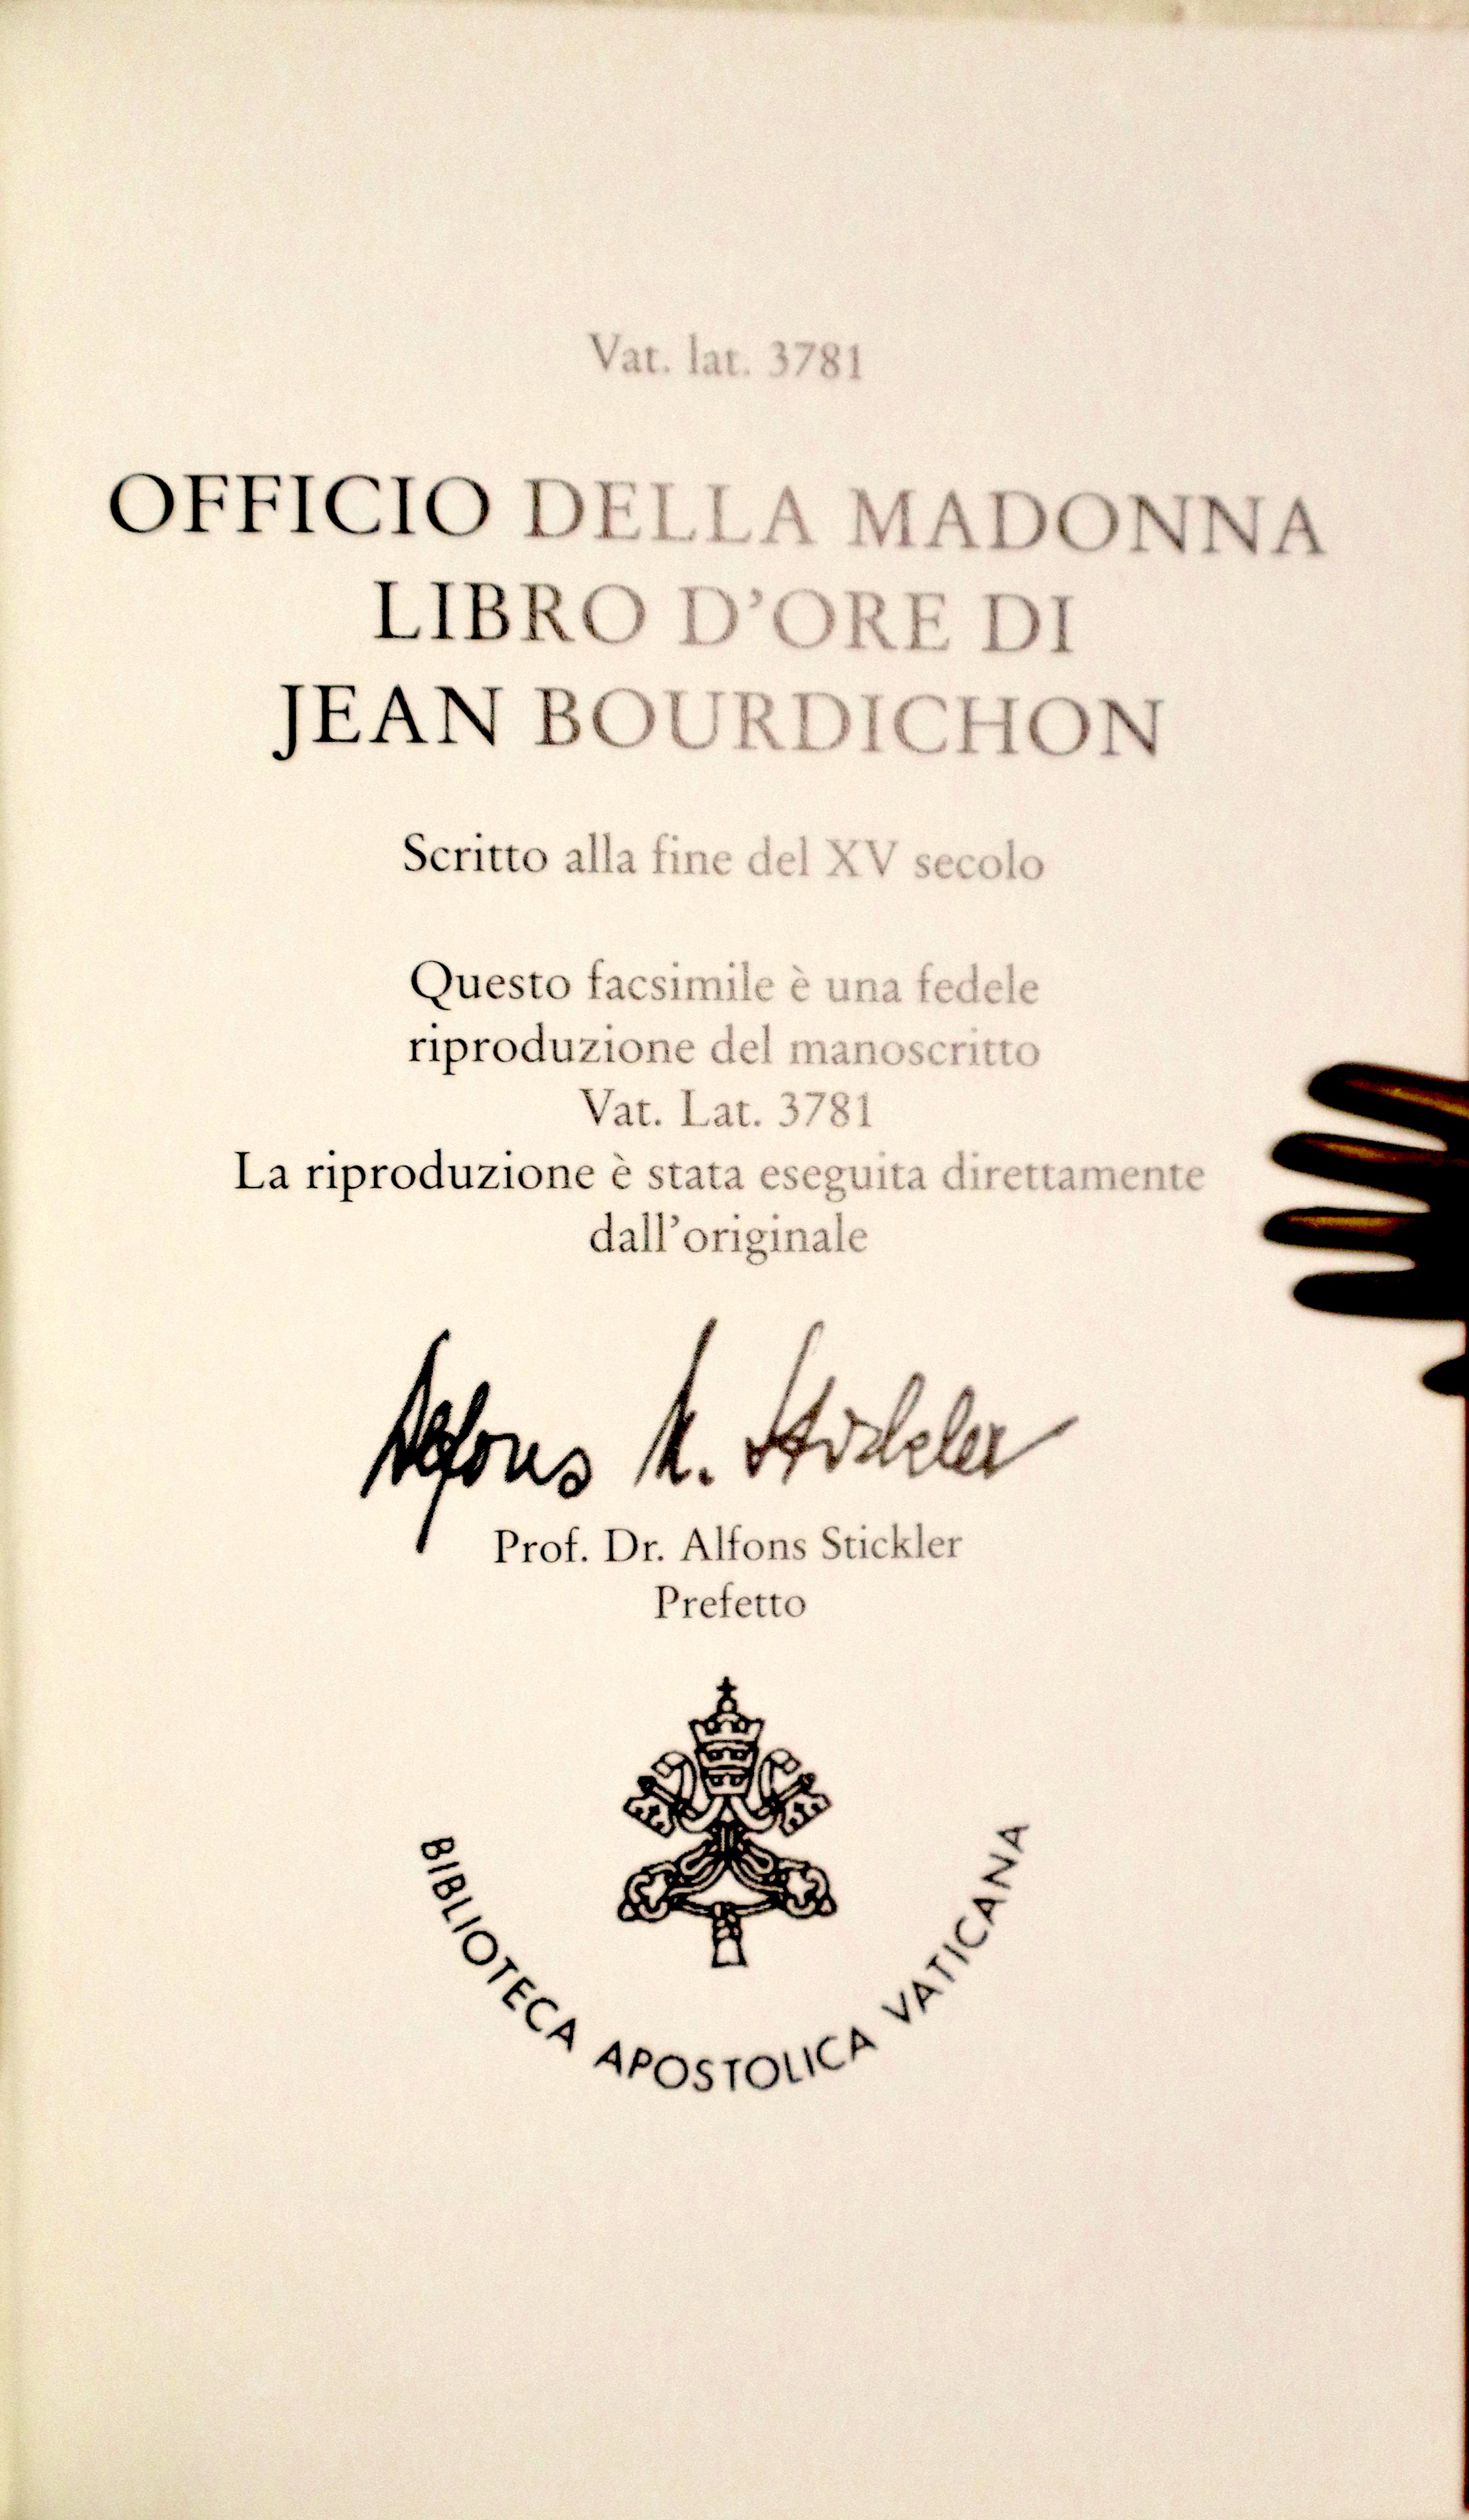 Vat. lat. 3781
OFFICIO DELLA MADONNA
LIBRO D'ORE DI
JEAN BOURDICHON
Scritto alla fine del XV secolo
Questo facsimile è una fedele
riproduzione del manoscritto
Vat. Lat. 3781
La riproduzione è stata eseguita direttamente
dall'originale
Alfons M. Stickler
Prof. Dr. Alfons Stickler
Prefetto
BIBLIOTECA APOSTOLICA VATICANA